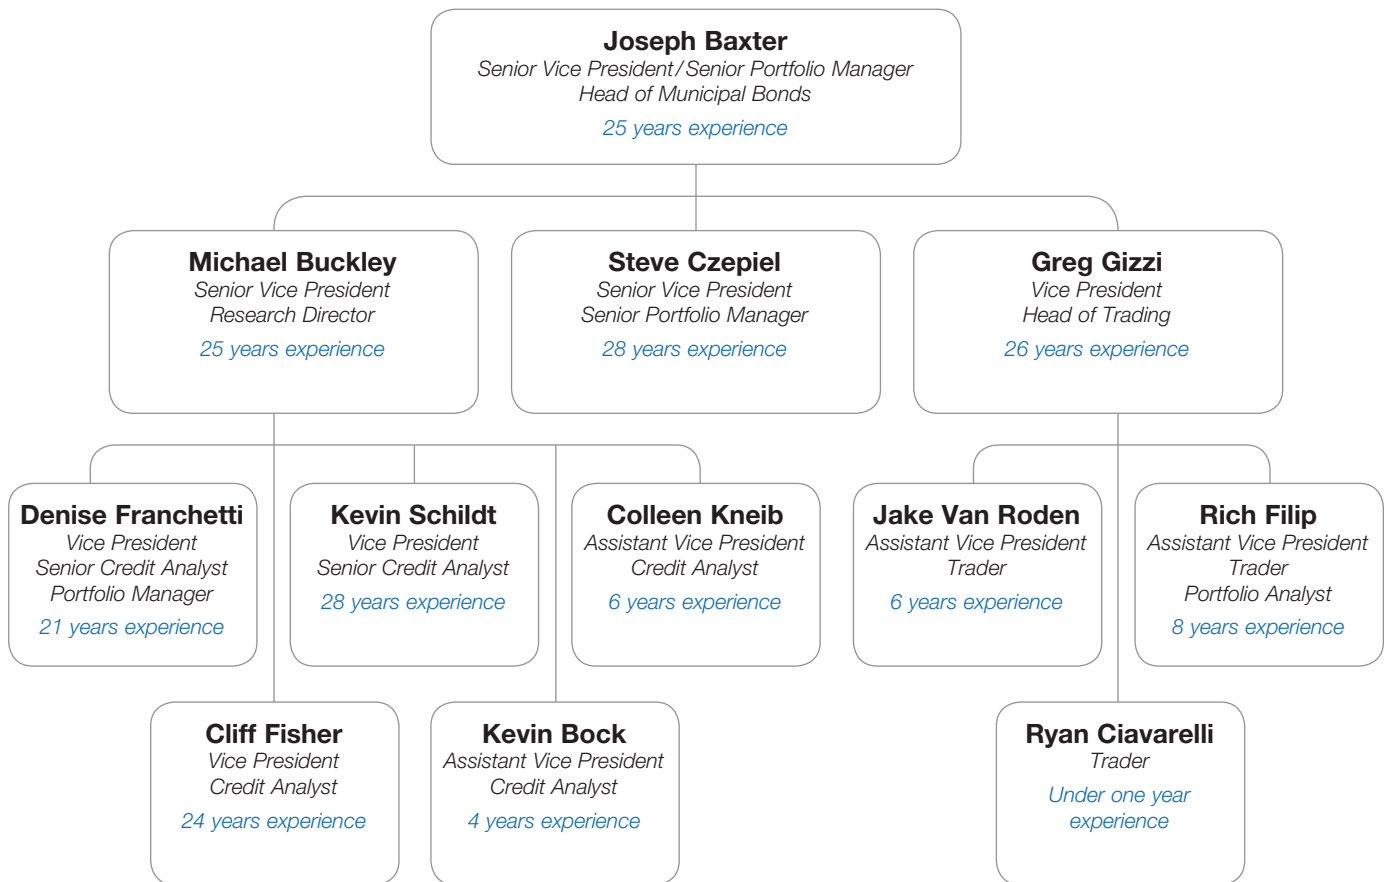 Joseph Baxter
Senior Vice President/Senior Portfolio Manager
Head of Municipal Bonds
25 years experience
Michael Buckley
Senior Vice President
Research Director
25 years experience
Steve Czepiel
Senior Vice President
Senior Portfolio Manager
28 years experience
Greg Gizzi
Vice President
Head of Trading
26 years experience
Denise Franchetti
Vice President
Senior Credit Analyst
Portfolio Manager
21 years experience
Kevin Schildt
Vice President
Senior Credit Analyst
28 years experience
Colleen Kneib
Assistant Vice President
Credit Analyst
6 years experience
Jake Van Roden
Assistant Vice President
Trader
6 years experience
Rich Filip
Assistant Vice President
Trader
Portfolio Analyst
8 years experience
Cliff Fisher
Vice President
Credit Analyst
24 years experience
Kevin Bock
Assistant Vice President
Credit Analyst
4 years experience
Ryan Ciavarelli
Trader
Under one year
experience